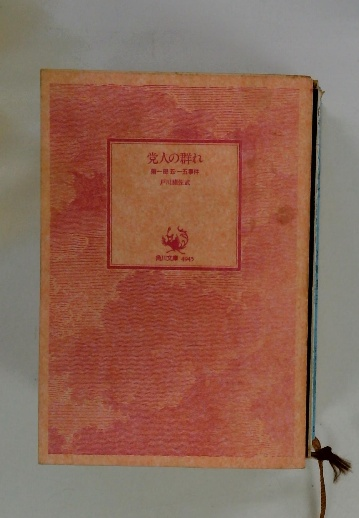 党人の群れ
第一部 五・一五事件
戸川猪佐武
角川文庫 4947